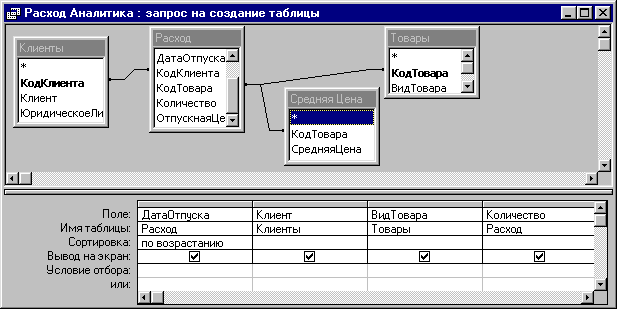 Расход Аналитика : запрос на создание таблицы
Клиенты
*
КодКлиента
Клиент
ЮридическоеЛи
Расход
ДатаОтпуска
КодКлиента
КодТовара
Количество
ОтпускнаяЦе
Товары
*
КодТовара
ВидТовара
Средняя Цена
*
КодТовара
СредняяЦена
Поле: ДатаОтпуска Клиент ВидТовара Количество
Имя таблицы: Расход Клиенты Товары Расход
Сортировка: по возрастанию
Вывод на экран:
Условие отбора:
или: